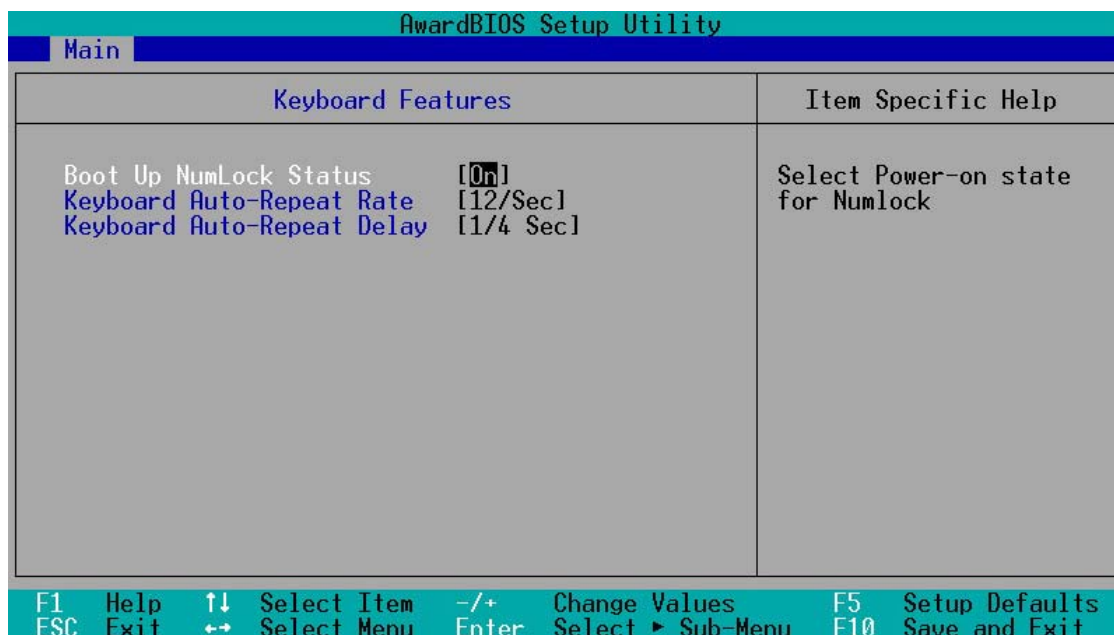 AwardBIOS Setup Utility
Main
Keyboard Features
Item Specific Help
Boot Up NumLock Status [On]
Keyboard Auto-Repeat Rate [12/Sec]
Keyboard Auto-Repeat Delay [1/4 Sec]
Select Power-on state
for Numlock
F1 Help ↑↓ Select Item -/+ Change Values F5 Setup Defaults
ESC Exit ←→ Select Menu Enter Select ► Sub-Menu F10 Save and Exit